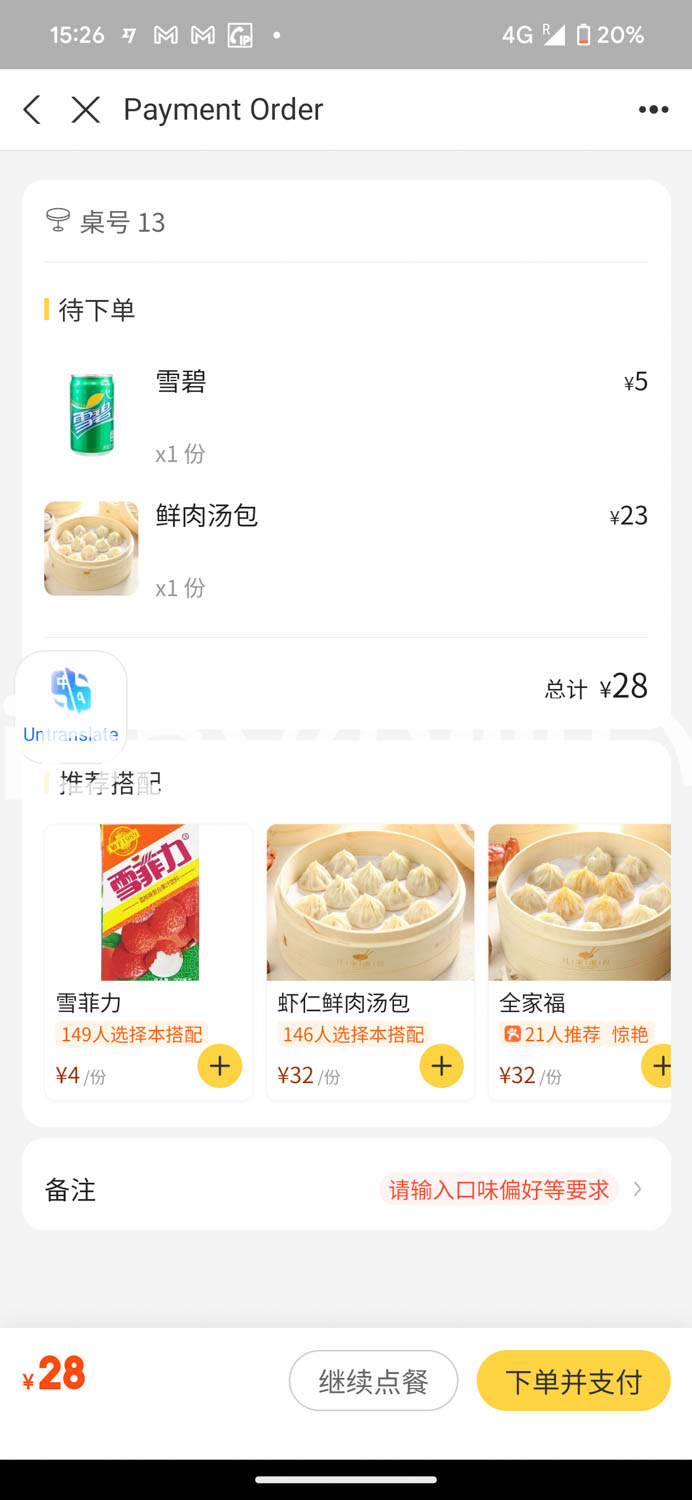 15:26
4G R 20%
Payment Order
桌号 13
待下单
雪碧
¥5
x1 份
鲜肉汤包
¥23
x1 份
总计 ¥28
Untranslate
推荐搭配
雪菲力
雪菲力
149人选择本搭配
¥4 /份
虾仁鲜肉汤包
146人选择本搭配
¥32 /份
全家福
21人推荐 惊艳
¥32 /份
备注
请输入口味偏好等要求
¥28
继续点餐
下单并支付